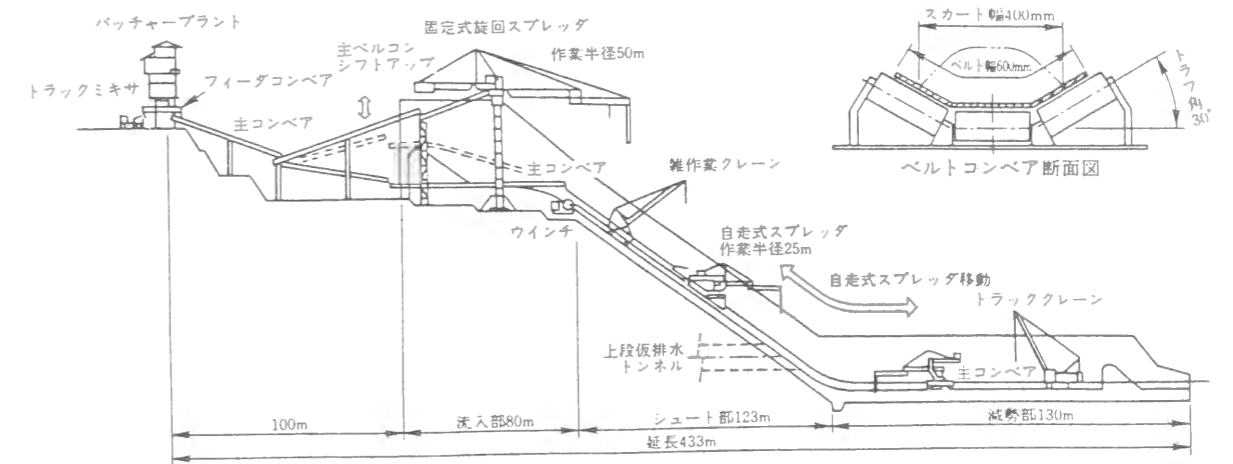 バッチャープラント
トラックミキサ
フィーダコンベア
主コンベア
主ベルコン
シフトアップ
固定式旋回スプレッダ
作業半径50m
主コンベア
ウインチ
雑作業クレーン
自走式スプレッダ
作業半径25m
自走式スプレッダ移動
トラッククレーン
主コンベア
上段仮排水
トンネル
100m
流入部80m
シュート部123m
減勢部130m
延長433m
スカート幅400mm
ベルト幅600mm
トラフ角30°
ベルトコンベア断面図